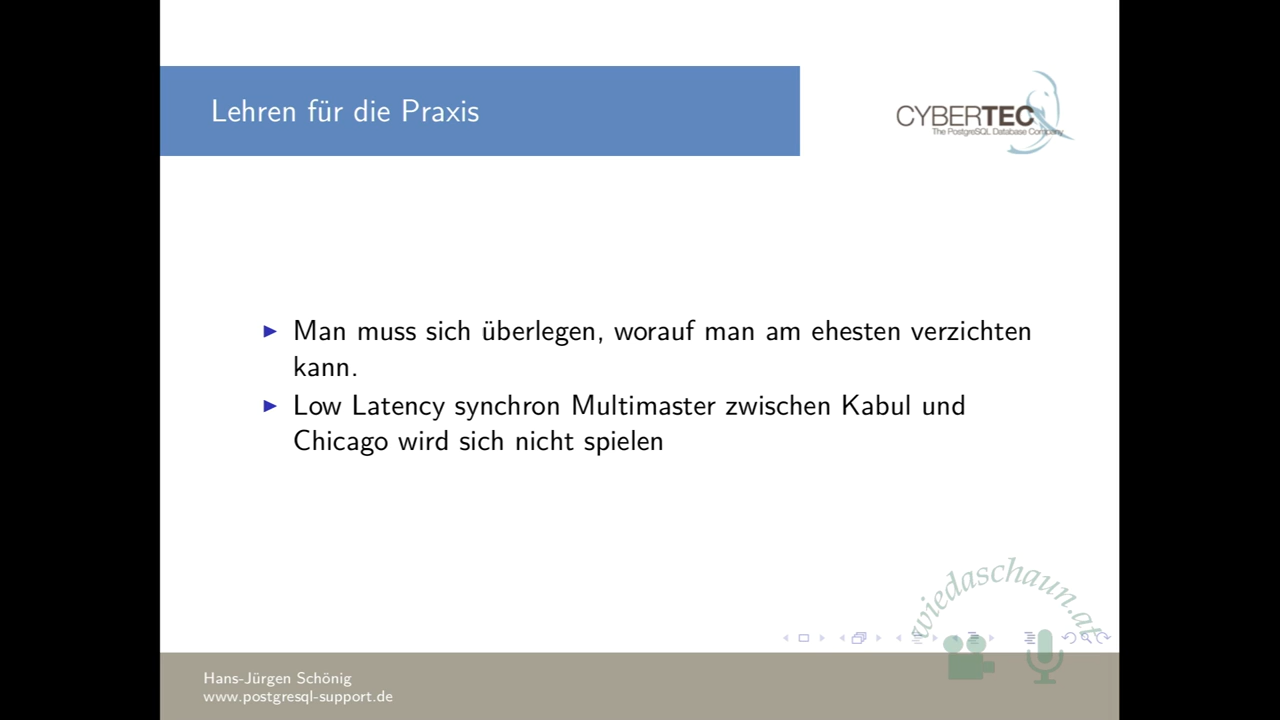 Lehren für die Praxis
CYBERTEC
The PostgreSQL Database Company
▶ Man muss sich überlegen, worauf man am ehesten verzichten
kann.
▶ Low Latency synchron Multimaster zwischen Kabul und
Chicago wird sich nicht spielen
wiedaschaun.at
Hans-Jürgen Schönig
www.postgresql-support.de